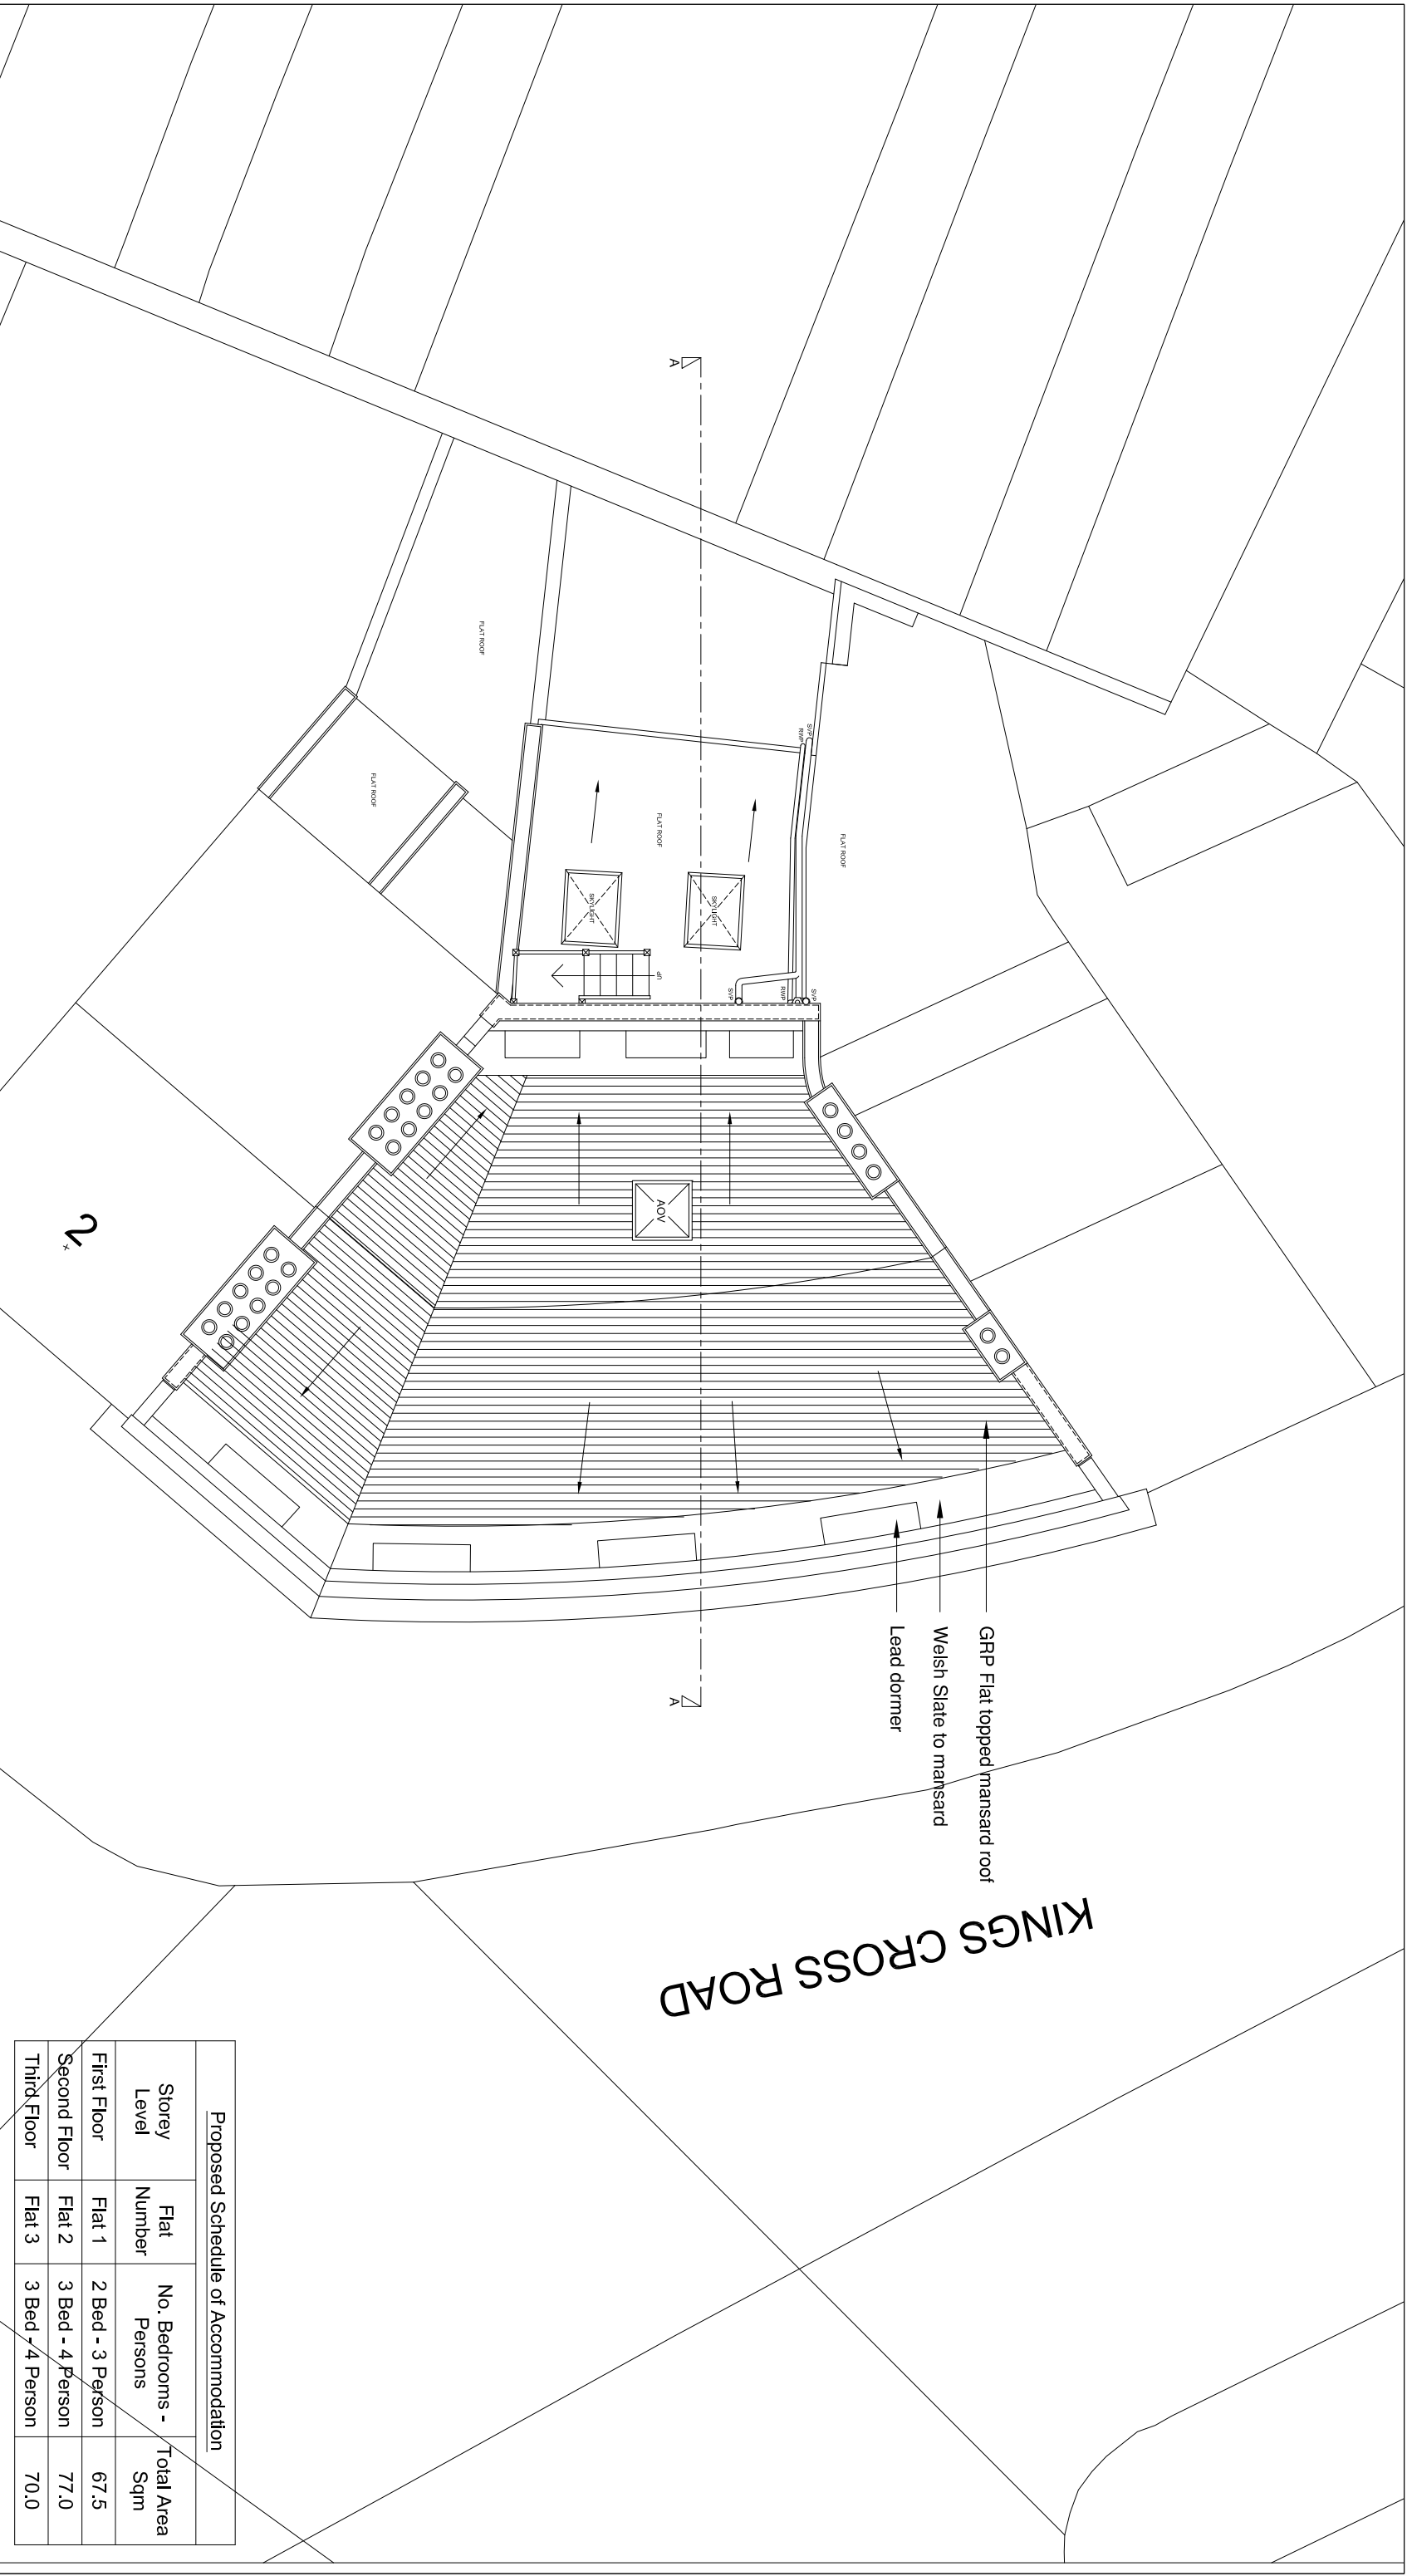 FLAT ROOF
FLAT ROOF
FLAT ROOF
FLAT ROOF
SVP
RWP
SKYLIGHT
SKYLIGHT
UP
SVP
RWP
SVP
A
A
AOV
2
GRP Flat topped mansard roof
Welsh Slate to mansard
Lead dormer
KINGS CROSS ROAD
Proposed Schedule of Accommodation
Storey Level Flat Number No. Bedrooms - Persons Total Area Sqm
First Floor Flat 1 2 Bed - 3 Person 67.5
Second Floor Flat 2 3 Bed - 4 Person 77.0
Third Floor Flat 3 3 Bed - 4 Person 70.0